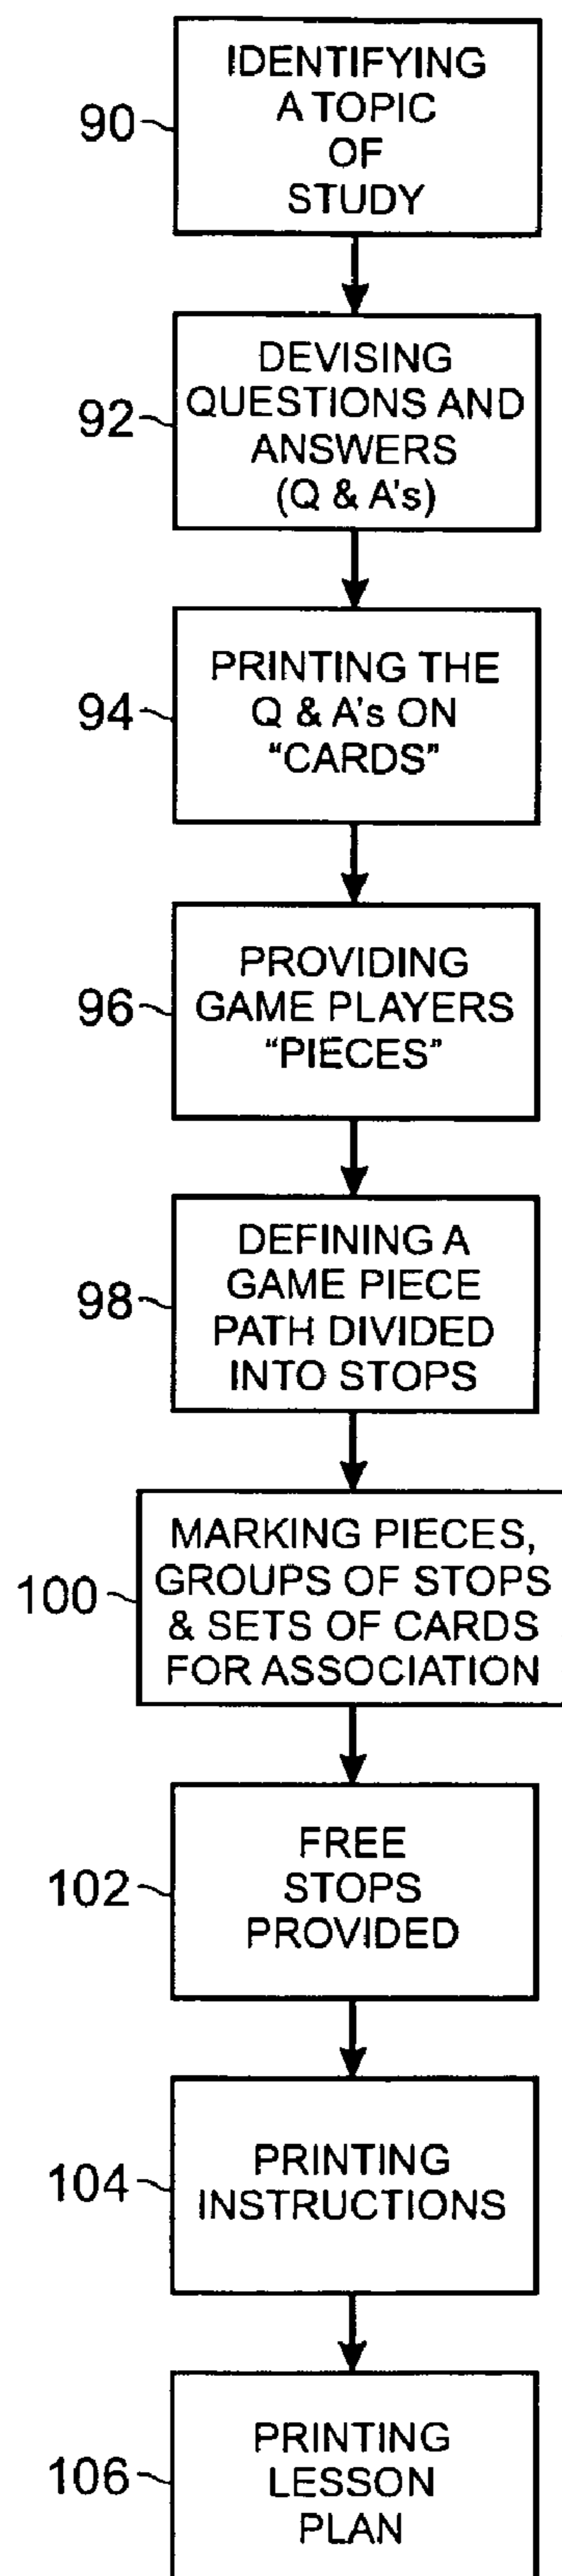 IDENTIFYING
A TOPIC
90
OF
STUDY
DEVISING
QUESTIONS AND
92
ANSWERS
(Q & A's)
PRINTING THE
94
Q & A's ON
“CARDS”
PROVIDING
96
GAME PLAYERS
“PIECES”
DEFINING A
GAME PIECE
98
PATH DIVIDED
INTO STOPS
MARKING PIECES,
GROUPS OF STOPS
100
& SETS OF CARDS
FOR ASSOCIATION
FREE
102
STOPS
PROVIDED
PRINTING
104
INSTRUCTIONS
PRINTING
106
LESSON
PLAN